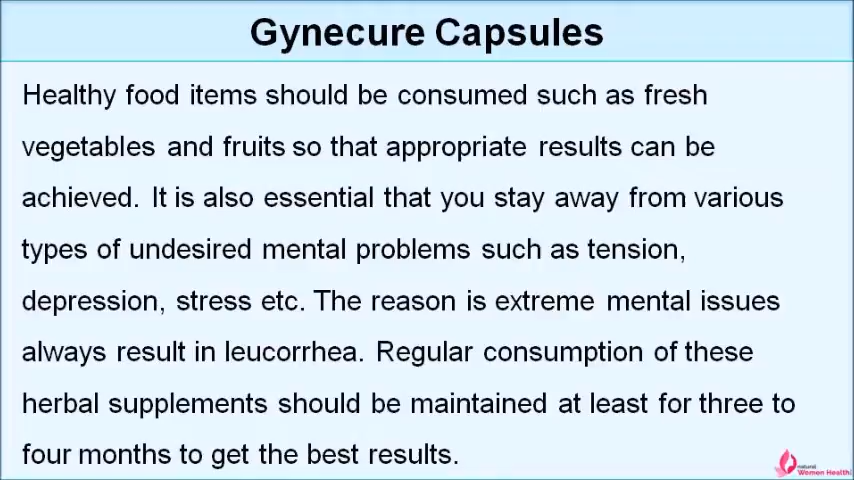 Gynecure Capsules
Healthy food items should be consumed such as fresh
vegetables and fruits so that appropriate results can be
achieved. It is also essential that you stay away from various
types of undesired mental problems such as tension,
depression, stress etc. The reason is extreme mental issues
always result in leucorrhea. Regular consumption of these
herbal supplements should be maintained at least for three to
four months to get the best results.
natural
Women Health